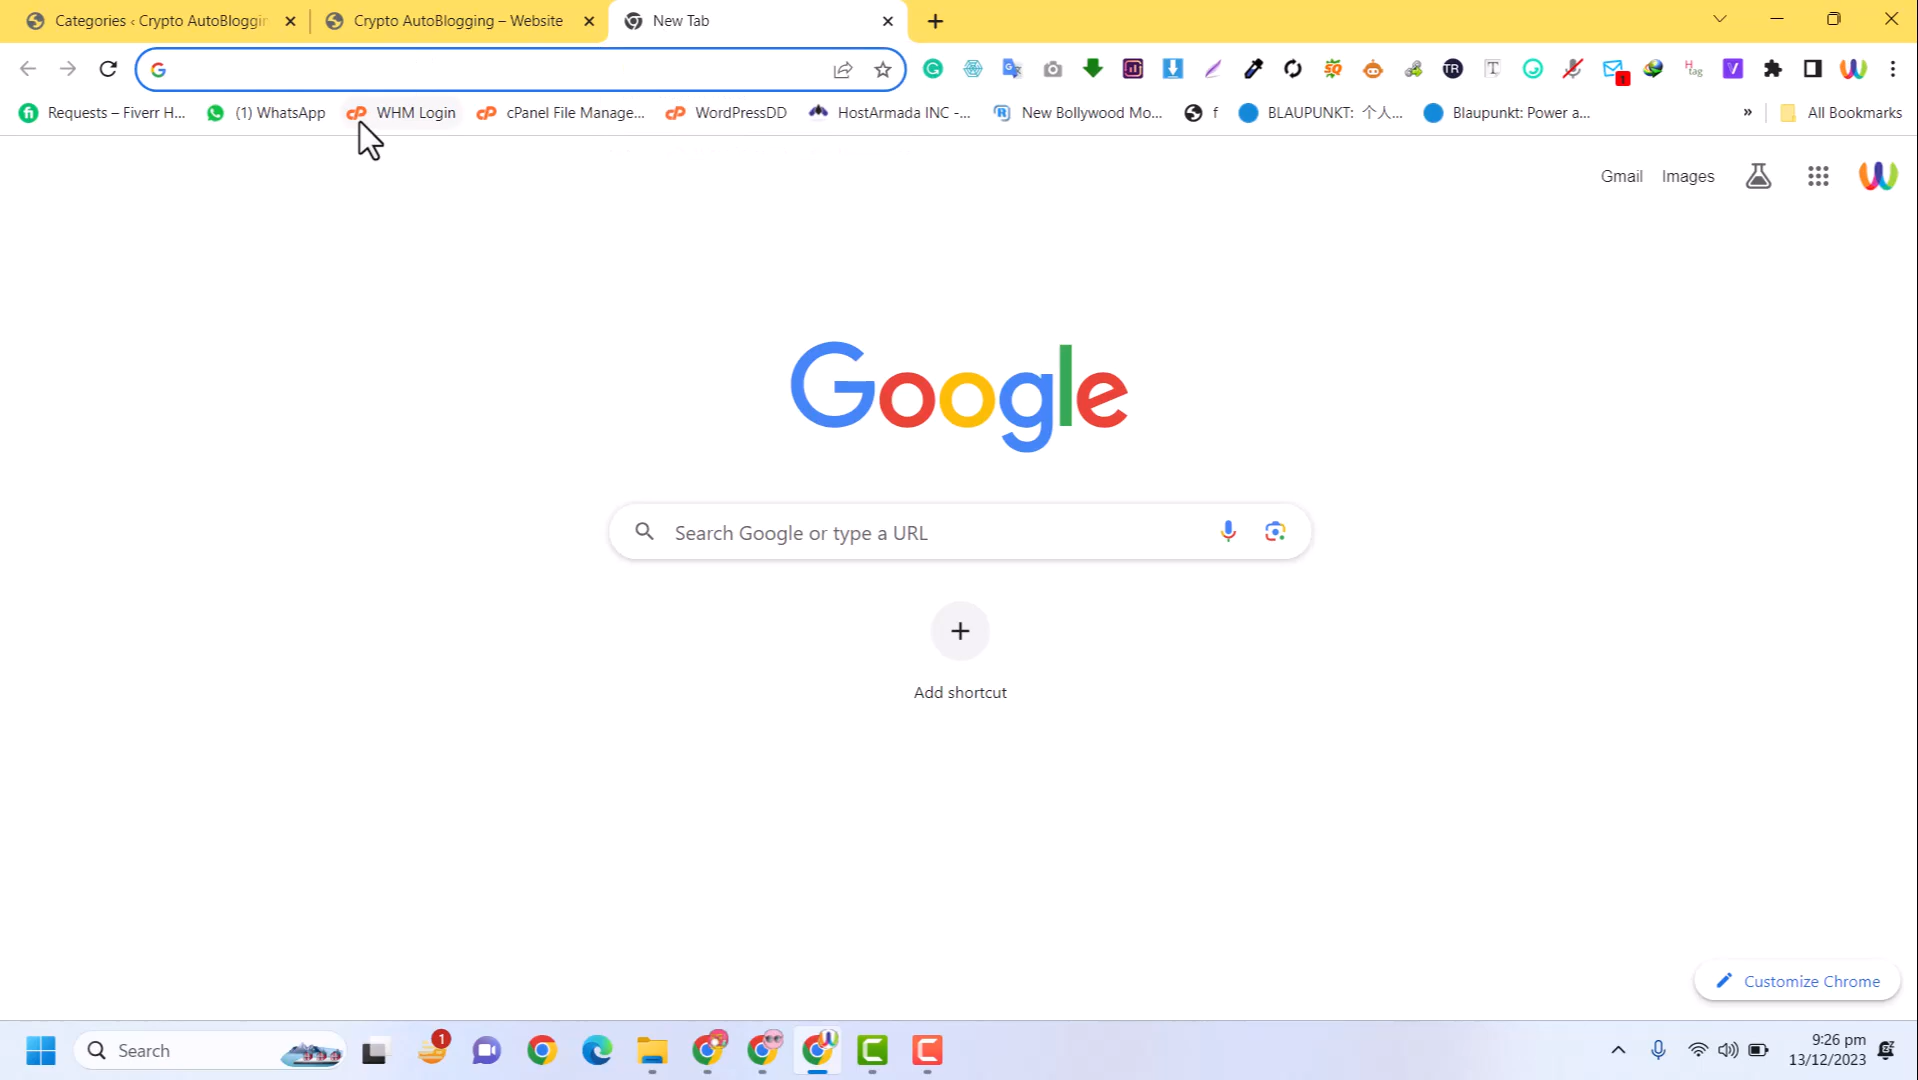 Categories ‹ Crypto AutoBloggin
Crypto AutoBlogging – Website
New Tab
Requests – Fiverr H...
(1) WhatsApp
WHM Login
cPanel File Manage...
WordPressDD
HostArmada INC -...
New Bollywood Mo...
f
BLAUPUNKT: 个人...
Blaupunkt: Power a...
»
All Bookmarks
Gmail
Images
Google
Search Google or type a URL
Add shortcut
Customize Chrome
Search
1
9:26 pm
13/12/2023